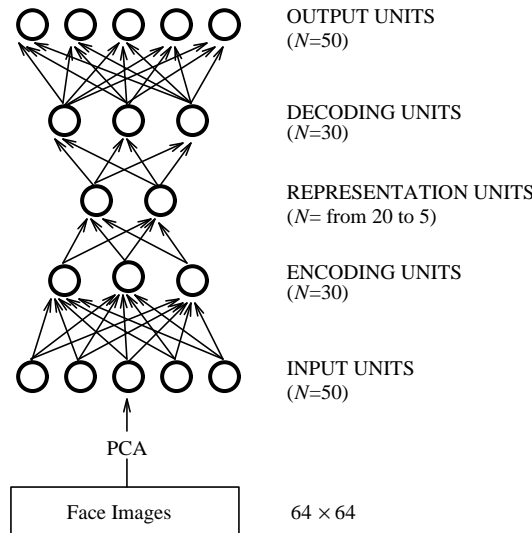 OUTPUT UNITS
(N=50)
DECODING UNITS
(N=30)
REPRESENTATION UNITS
(N= from 20 to 5)
ENCODING UNITS
(N=30)
INPUT UNITS
(N=50)
PCA
Face Images
64 × 64